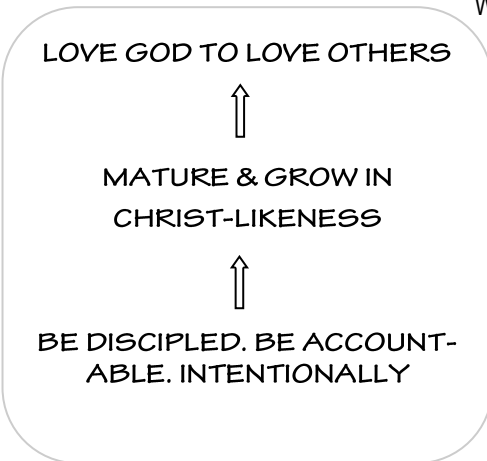 LOVE GOD TO LOVE OTHERS
MATURE & GROW IN
CHRIST-LIKENESS
BE DISCIPLED. BE ACCOUNT-
ABLE. INTENTIONALLY